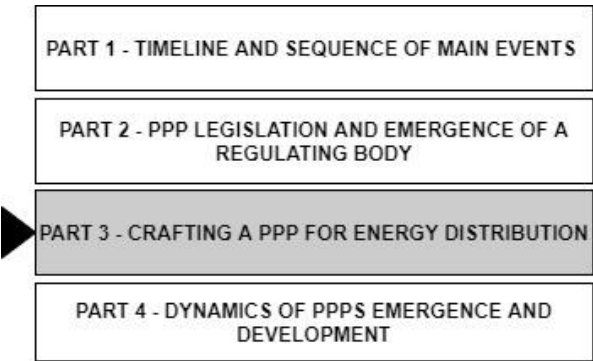 PART 1 - TIMELINE AND SEQUENCE OF MAIN EVENTS
PART 2 - PPP LEGISLATION AND EMERGENCE OF A
REGULATING BODY
PART 3 - CRAFTING A PPP FOR ENERGY DISTRIBUTION
PART 4 - DYNAMICS OF PPPS EMERGENCE AND
DEVELOPMENT